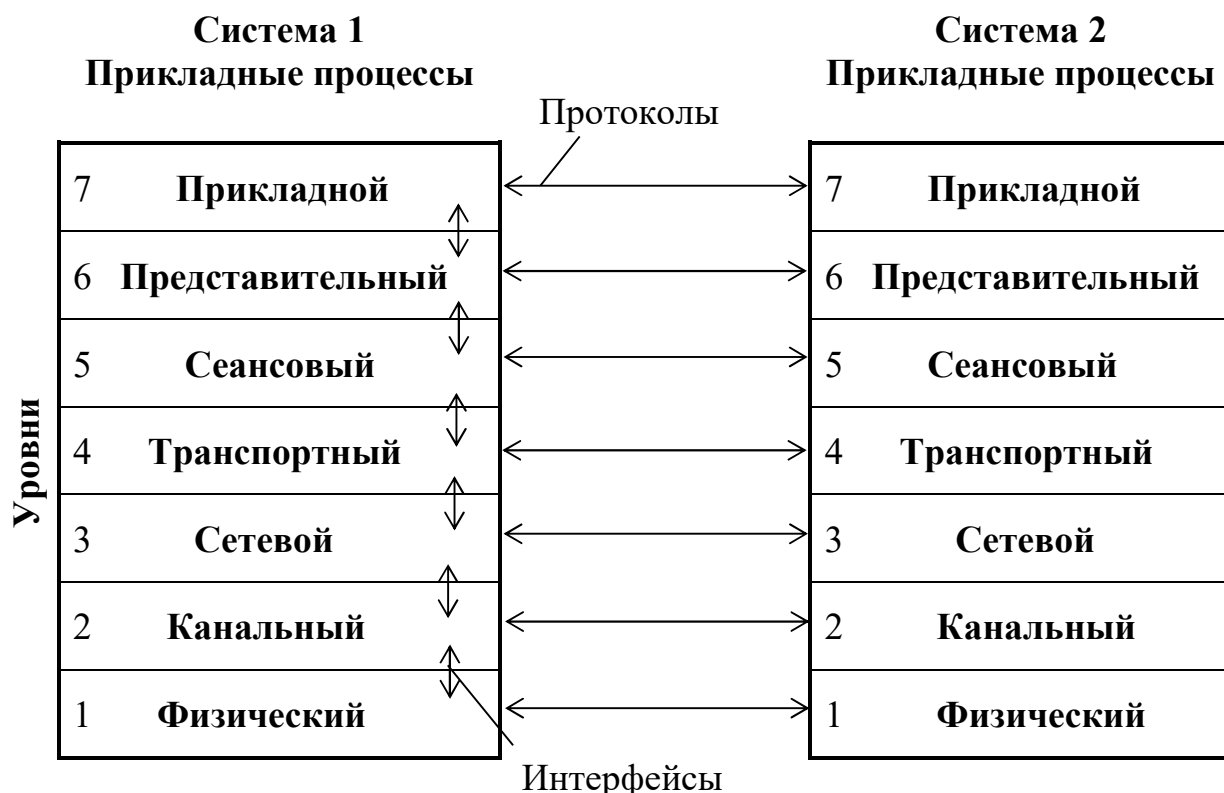 Система 1
Прикладные процессы
Система 2
Прикладные процессы
Протоколы
7 Прикладной
7 Прикладной
6 Представительный
6 Представительный
5 Сеансовый
5 Сеансовый
Уровни
4 Транспортный
4 Транспортный
3 Сетевой
3 Сетевой
2 Канальный
2 Канальный
1 Физический
1 Физический
Интерфейсы